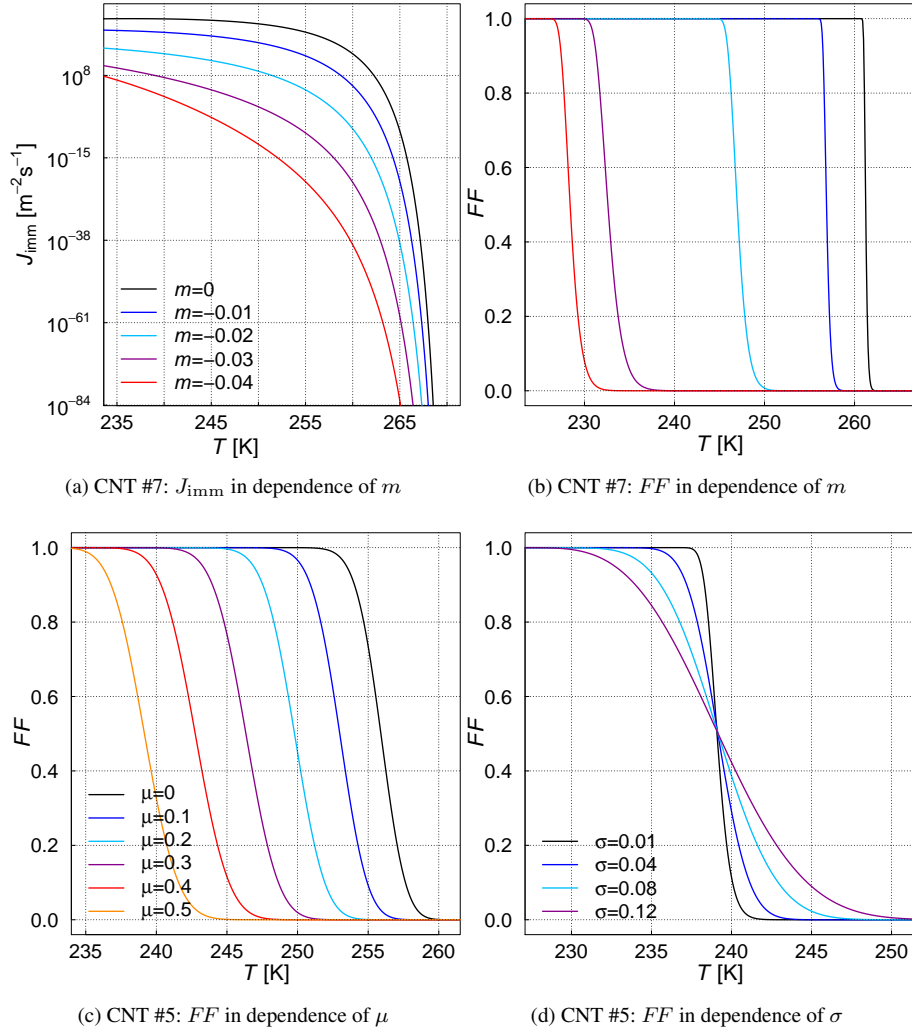 10⁸
10⁻¹⁵
10⁻³⁸
10⁻⁶¹
10⁻⁸⁴
J_imm [m⁻²s⁻¹]
m=0
m=−0.01
m=−0.02
m=−0.03
m=−0.04
235 245 255 265
T [K]
(a) CNT #7: J_imm in dependence of m
1.0
0.8
0.6
0.4
0.2
0.0
FF
230 240 250 260
T [K]
(b) CNT #7: FF in dependence of m
1.0
0.8
0.6
0.4
0.2
0.0
FF
μ=0
μ=0.1
μ=0.2
μ=0.3
μ=0.4
μ=0.5
235 240 245 250 255 260
T [K]
(c) CNT #5: FF in dependence of μ
1.0
0.8
0.6
0.4
0.2
0.0
FF
σ=0.01
σ=0.04
σ=0.08
σ=0.12
230 235 240 245 250
T [K]
(d) CNT #5: FF in dependence of σ